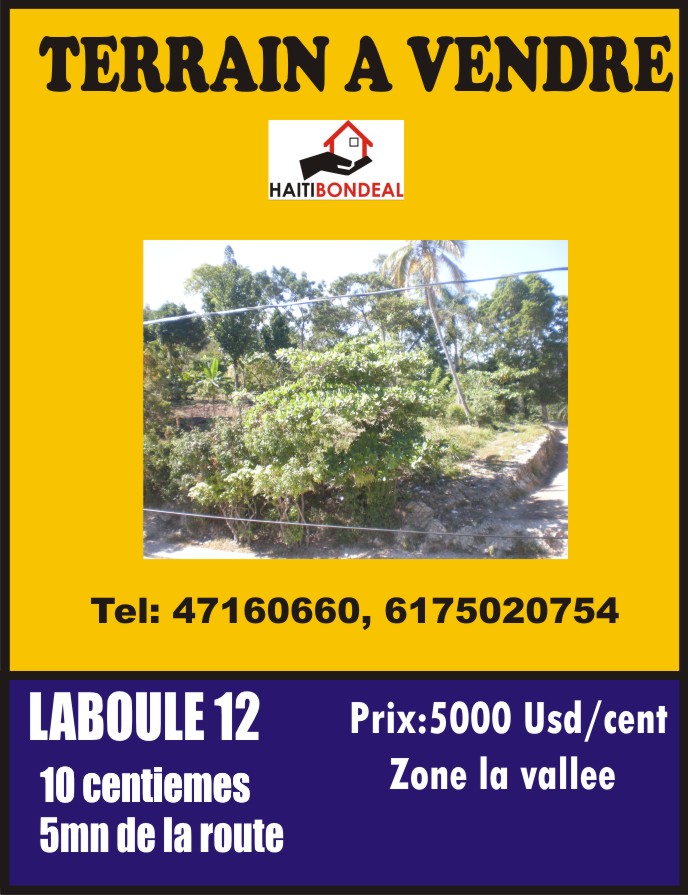 TERRAIN A VENDRE
HAITIBONDEAL
Tel: 47160660, 6175020754
LABOULE 12
10 centiemes
5mn de la route
Prix:5000 Usd/cent
Zone la vallee